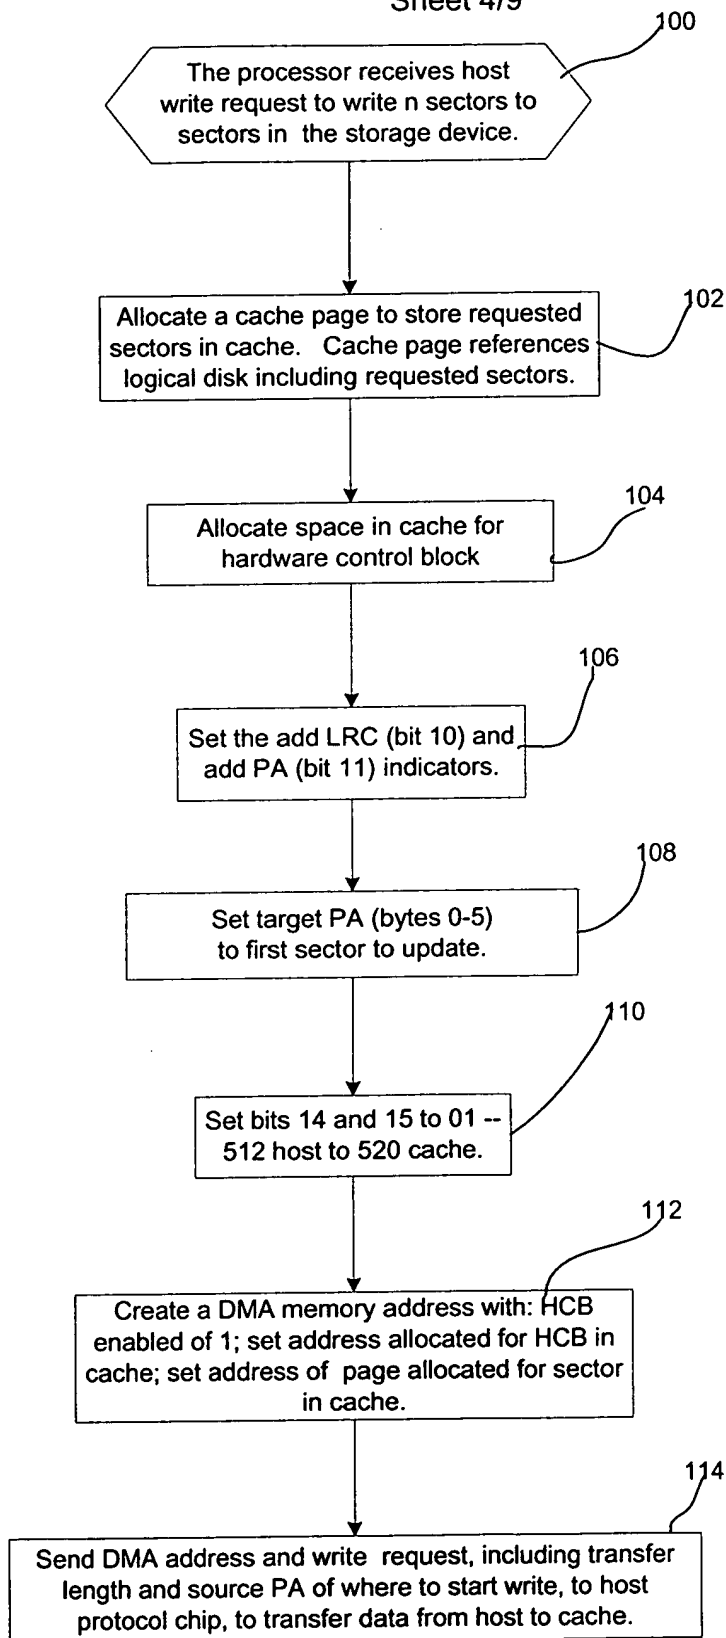 Sheet 4/9
100
The processor receives host
write request to write n sectors to
sectors in the storage device.
102
Allocate a cache page to store requested
sectors in cache. Cache page references
logical disk including requested sectors.
104
Allocate space in cache for
hardware control block
106
Set the add LRC (bit 10) and
add PA (bit 11) indicators.
108
Set target PA (bytes 0-5)
to first sector to update.
110
Set bits 14 and 15 to 01 --
512 host to 520 cache.
112
Create a DMA memory address with: HCB
enabled of 1; set address allocated for HCB in
cache; set address of page allocated for sector
in cache.
114
Send DMA address and write request, including transfer
length and source PA of where to start write, to host
protocol chip, to transfer data from host to cache.